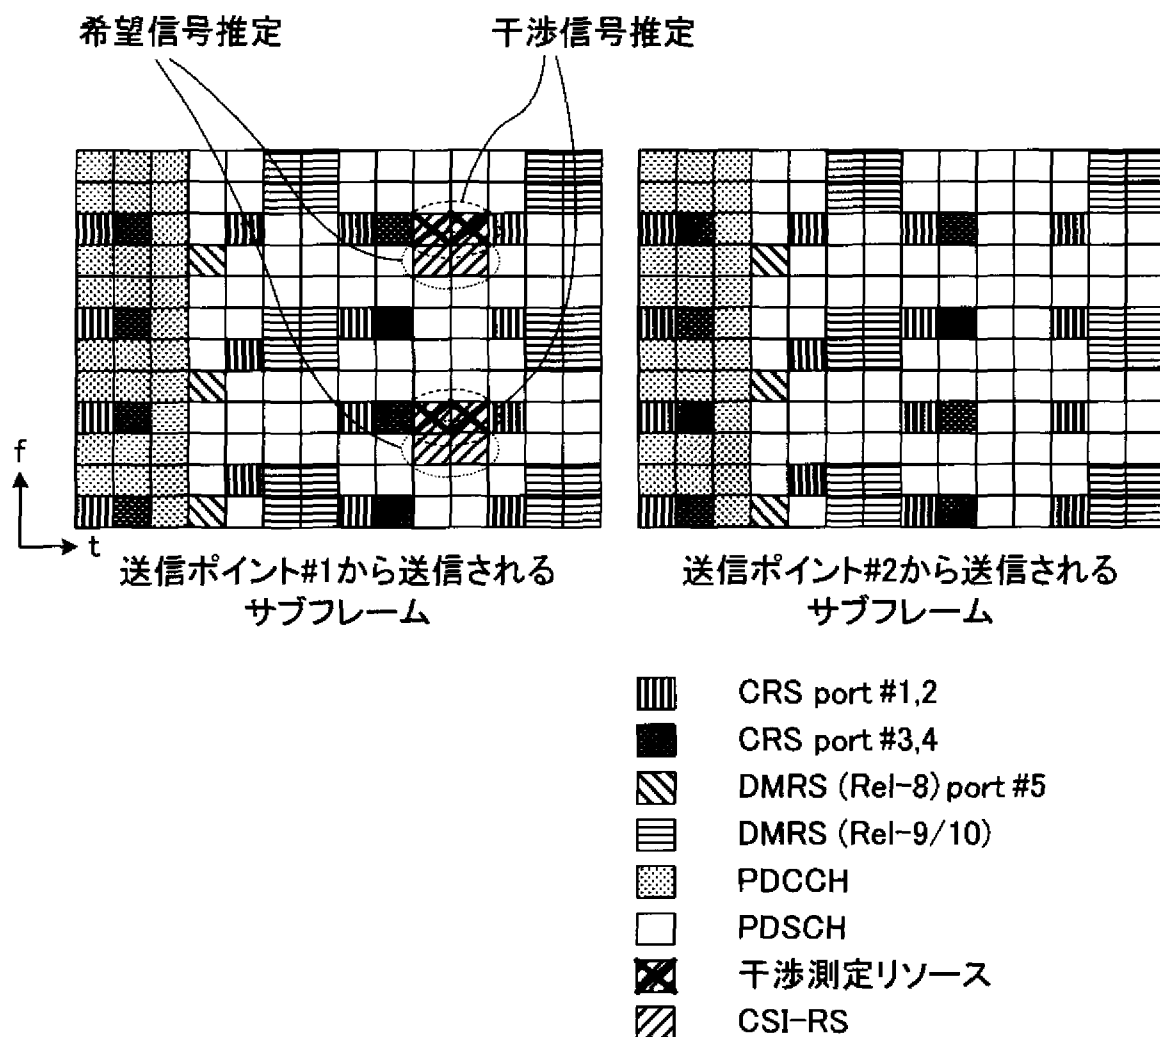 希望信号推定
干渉信号推定
f
t
送信ポイント#1から送信される
サブフレーム
送信ポイント#2から送信される
サブフレーム
CRS port #1,2
CRS port #3,4
DMRS (Rel-8) port #5
DMRS (Rel-9/10)
PDCCH
PDSCH
干渉測定リソース
CSI-RS